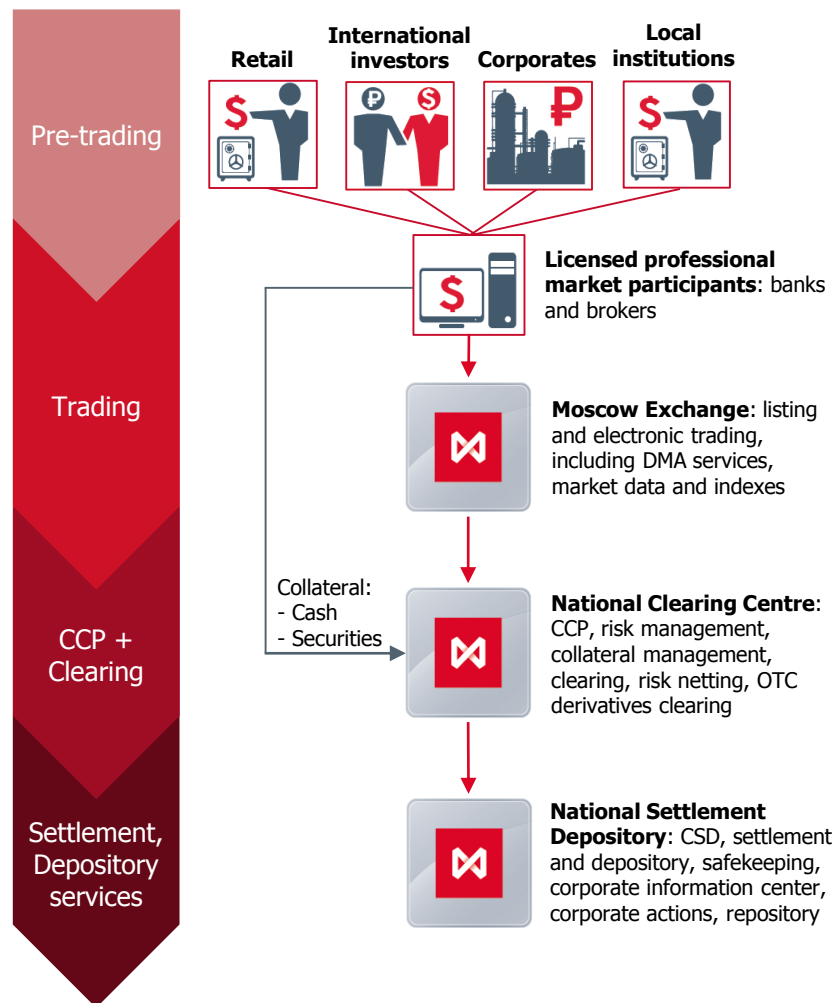 Retail
International
investors
Corporates
Local
institutions
Pre-trading
$
₽ $
₽
$
$
Licensed professional
market participants: banks
and brokers
Trading
Moscow Exchange: listing
and electronic trading,
including DMA services,
market data and indexes
Collateral:
- Cash
- Securities
CCP +
Clearing
National Clearing Centre:
CCP, risk management,
collateral management,
clearing, risk netting, OTC
derivatives clearing
Settlement,
Depository
services
National Settlement
Depository: CSD, settlement
and depository, safekeeping,
corporate information center,
corporate actions, repository